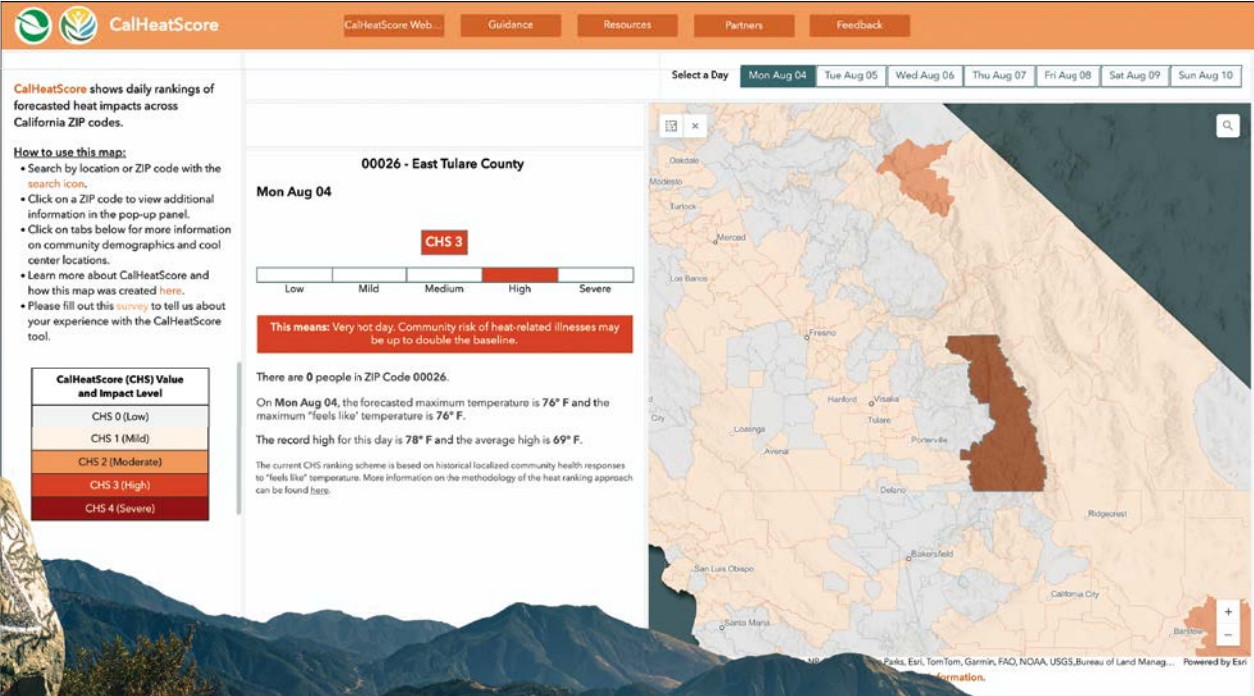 CalHeatScore
CalHeatScore Web...
Guidance
Resources
Partners
Feedback
CalHeatScore shows daily rankings of
forecasted heat impacts across
California ZIP codes.
How to use this map:
• Search by location or ZIP code with the
search icon.
• Click on a ZIP code to view additional
information in the pop-up panel.
• Click on tabs below for more information
on community demographics and cool
center locations.
• Learn more about CalHeatScore and
how this map was created here.
• Please fill out this survey to tell us about
your experience with the CalHeatScore
tool.
CalHeatScore (CHS) Value
and Impact Level
CHS 0 (Low)
CHS 1 (Mild)
CHS 2 (Moderate)
CHS 3 (High)
CHS 4 (Severe)
00026 - East Tulare County
Mon Aug 04
CHS 3
Low
Mild
Medium
High
Severe
This means: Very hot day. Community risk of heat-related illnesses may
be up to double the baseline.
There are 0 people in ZIP Code 00026.
On Mon Aug 04, the forecasted maximum temperature is 76° F and the
maximum "feels like' temperature is 76° F.
The record high for this day is 78° F and the average high is 69° F.
The current CHS ranking scheme is based on historical localized community health responses
to "feels like" temperature. More information on the methodology of the heat ranking approach
can be found here.
Select a Day
Mon Aug 04
Tue Aug 05
Wed Aug 06
Thu Aug 07
Fri Aug 08
Sat Aug 09
Sun Aug 10
Oakdale
Modesto
Turlock
Merced
Los Banos
Fresno
Hanford
Visalia
Tulare
City
Coalinga
Porterville
Avenal
Delano
Ridgecrest
Bakersfield
San Luis Obispo
California City
Santa Maria
Barstow
+
−
Parks, Esri, TomTom, Garmin, FAO, NOAA, USGS,Bureau of Land Manag...
Powered by Esri
formation.